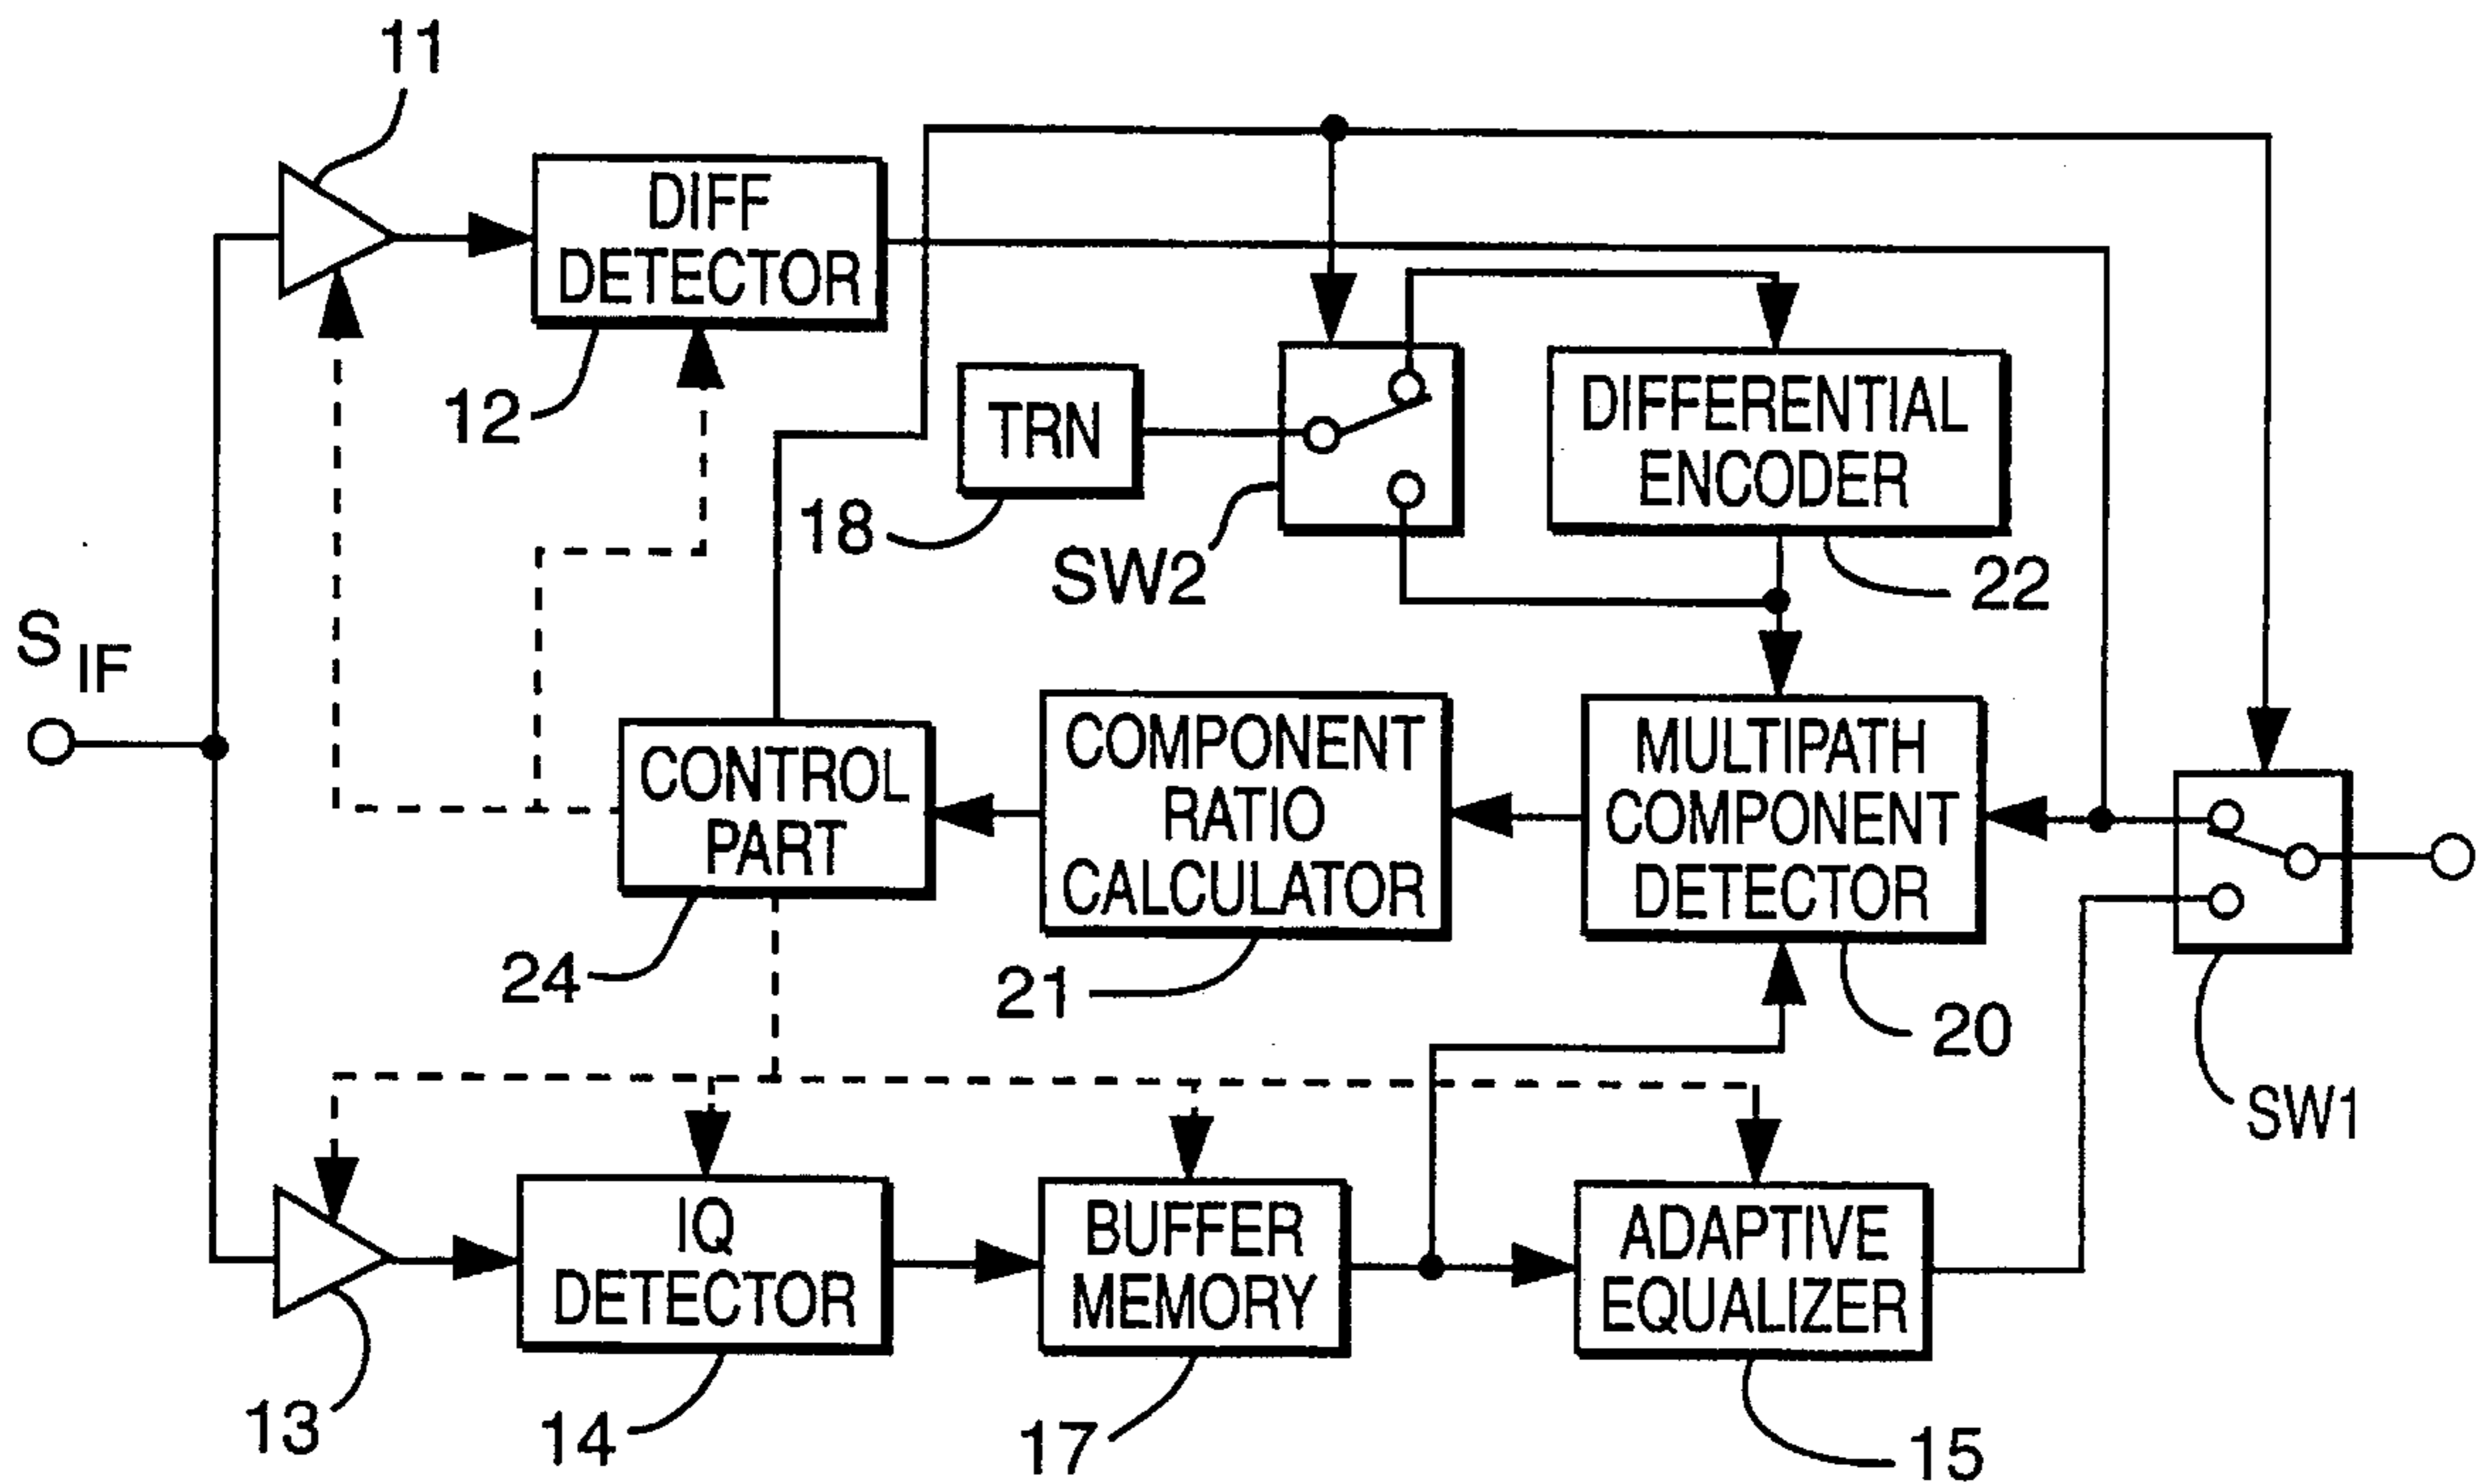 11
DIFF
DETECTOR
12
TRN
18
SW2
DIFFERENTIAL
ENCODER
22
S IF
CONTROL
PART
24
COMPONENT
RATIO
CALCULATOR
21
MULTIPATH
COMPONENT
DETECTOR
20
SW1
13
IQ
DETECTOR
14
BUFFER
MEMORY
17
ADAPTIVE
EQUALIZER
15